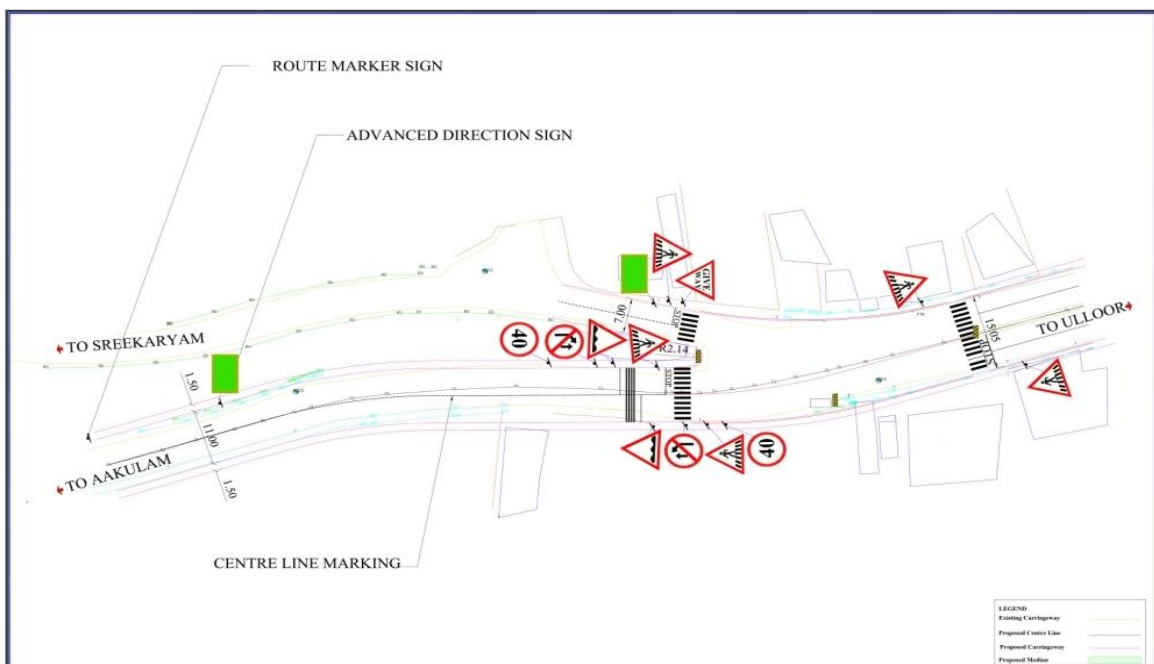 ROUTE MARKER SIGN
ADVANCED DIRECTION SIGN
GIVE
WAY
7.00
STOP
TO SREEKARYAM
40
R2.14
15.05
TO ULLOOR
STOP
1.50
STOP
11.00
TO AAKULAM
40
1.50
CENTRE LINE MARKING
LEGEND
Existing Carriageway
Proposed Centre Line
Proposed Carriageway
Proposed Median